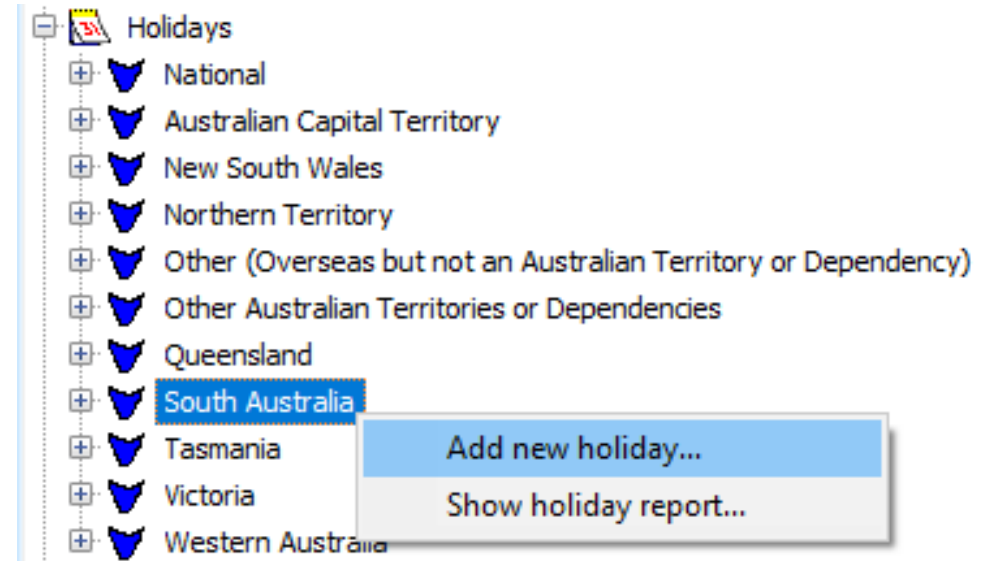 Holidays
National
Australian Capital Territory
New South Wales
Northern Territory
Other (Overseas but not an Australian Territory or Dependency)
Other Australian Territories or Dependencies
Queensland
South Australia
Tasmania
Add new holiday...
Victoria
Show holiday report...
Western Australia